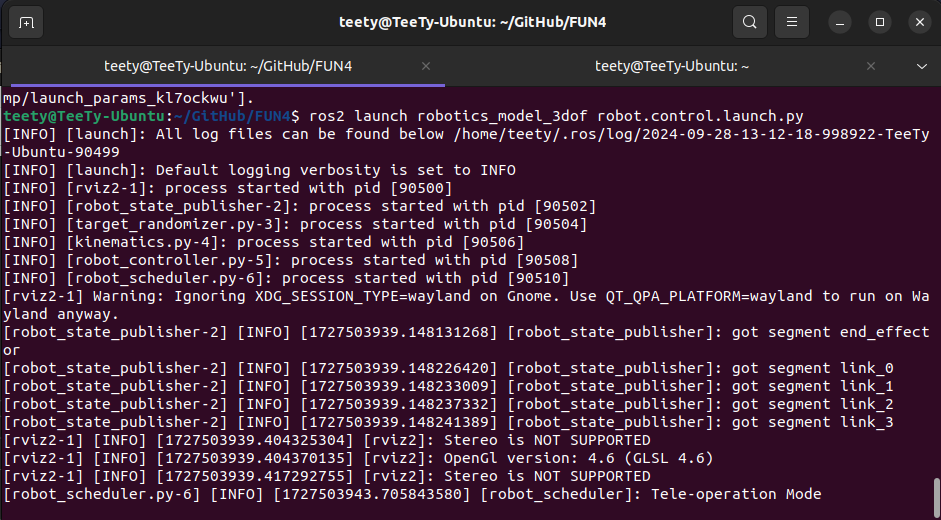 teety@TeeTy-Ubuntu: ~/GitHub/FUN4
teety@TeeTy-Ubuntu: ~/GitHub/FUN4
teety@TeeTy-Ubuntu: ~
mp/launch_params_kl7ockwu'].
teety@TeeTy-Ubuntu:~/GitHub/FUN4$ ros2 launch robotics_model_3dof robot.control.launch.py
[INFO] [launch]: All log files can be found below /home/teety/.ros/log/2024-09-28-13-12-18-998922-TeeTy
-Ubuntu-90499
[INFO] [launch]: Default logging verbosity is set to INFO
[INFO] [rviz2-1]: process started with pid [90500]
[INFO] [robot_state_publisher-2]: process started with pid [90502]
[INFO] [target_randomizer.py-3]: process started with pid [90504]
[INFO] [kinematics.py-4]: process started with pid [90506]
[INFO] [robot_controller.py-5]: process started with pid [90508]
[INFO] [robot_scheduler.py-6]: process started with pid [90510]
[rviz2-1] Warning: Ignoring XDG_SESSION_TYPE=wayland on Gnome. Use QT_QPA_PLATFORM=wayland to run on Wa
yland anyway.
[robot_state_publisher-2] [INFO] [1727503939.148131268] [robot_state_publisher]: got segment end_effect
or
[robot_state_publisher-2] [INFO] [1727503939.148226420] [robot_state_publisher]: got segment link_0
[robot_state_publisher-2] [INFO] [1727503939.148233009] [robot_state_publisher]: got segment link_1
[robot_state_publisher-2] [INFO] [1727503939.148237332] [robot_state_publisher]: got segment link_2
[robot_state_publisher-2] [INFO] [1727503939.148241389] [robot_state_publisher]: got segment link_3
[rviz2-1] [INFO] [1727503939.404325304] [rviz2]: Stereo is NOT SUPPORTED
[rviz2-1] [INFO] [1727503939.404370135] [rviz2]: OpenGl version: 4.6 (GLSL 4.6)
[rviz2-1] [INFO] [1727503939.417292755] [rviz2]: Stereo is NOT SUPPORTED
[robot_scheduler.py-6] [INFO] [1727503943.705843580] [robot_scheduler]: Tele-operation Mode